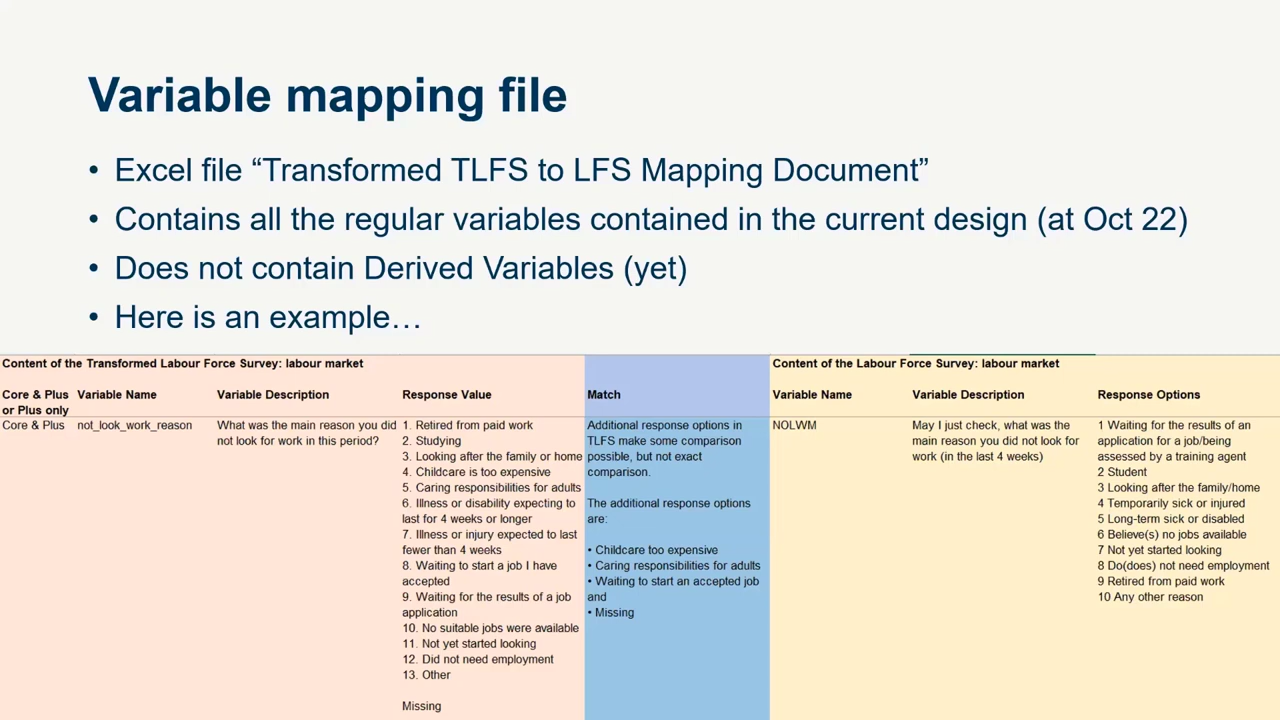 Variable mapping file
• Excel file “Transformed TLFS to LFS Mapping Document”
• Contains all the regular variables contained in the current design (at Oct 22)
• Does not contain Derived Variables (yet)
• Here is an example…
Content of the Transformed Labour Force Survey: labour market
Core & Plus
or Plus only
Variable Name
Variable Description
Response Value
Core & Plus
not_look_work_reason
What was the main reason you did
not look for work in this period?
1. Retired from paid work
2. Studying
3. Looking after the family or home
4. Childcare is too expensive
5. Caring responsibilities for adults
6. Illness or disability expecting to
last for 4 weeks or longer
7. Illness or injury expected to last
fewer than 4 weeks
8. Waiting to start a job I have
accepted
9. Waiting for the results of a job
application
10. No suitable jobs were available
11. Not yet started looking
12. Did not need employment
13. Other
Missing
Match
Additional response options in
TLFS make some comparison
possible, but not exact
comparison.
The additional response options
are:
• Childcare too expensive
• Caring responsibilities for adults
• Waiting to start an accepted job
and
• Missing
Content of the Labour Force Survey: labour market
Variable Name
Variable Description
Response Options
NOLWM
May I just check, what was the
main reason you did not look for
work (in the last 4 weeks)
1 Waiting for the results of an
application for a job/being
assessed by a training agent
2 Student
3 Looking after the family/home
4 Temporarily sick or injured
5 Long-term sick or disabled
6 Believe(s) no jobs available
7 Not yet started looking
8 Do(does) not need employment
9 Retired from paid work
10 Any other reason